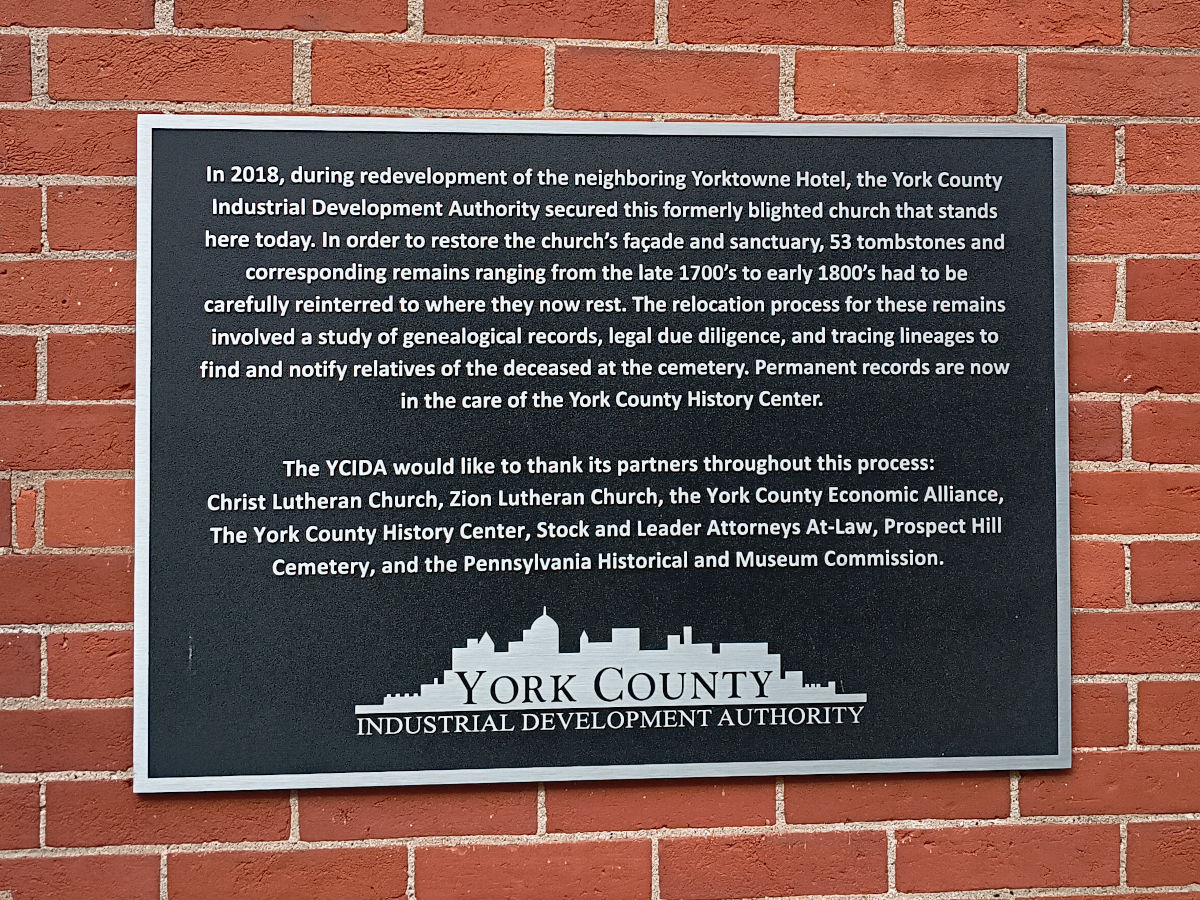 In 2018, during redevelopment of the neighboring Yorktowne Hotel, the York County
Industrial Development Authority secured this formerly blighted church that stands
here today. In order to restore the church's façade and sanctuary, 53 tombstones and
corresponding remains ranging from the late 1700's to early 1800's had to be
carefully reinterred to where they now rest. The relocation process for these remains
involved a study of genealogical records, legal due diligence, and tracing lineages to
find and notify relatives of the deceased at the cemetery. Permanent records are now
in the care of the York County History Center.
The YCIDA would like to thank its partners throughout this process:
Christ Lutheran Church, Zion Lutheran Church, the York County Economic Alliance,
The York County History Center, Stock and Leader Attorneys At-Law, Prospect Hill
Cemetery, and the Pennsylvania Historical and Museum Commission.
YORK COUNTY
INDUSTRIAL DEVELOPMENT AUTHORITY